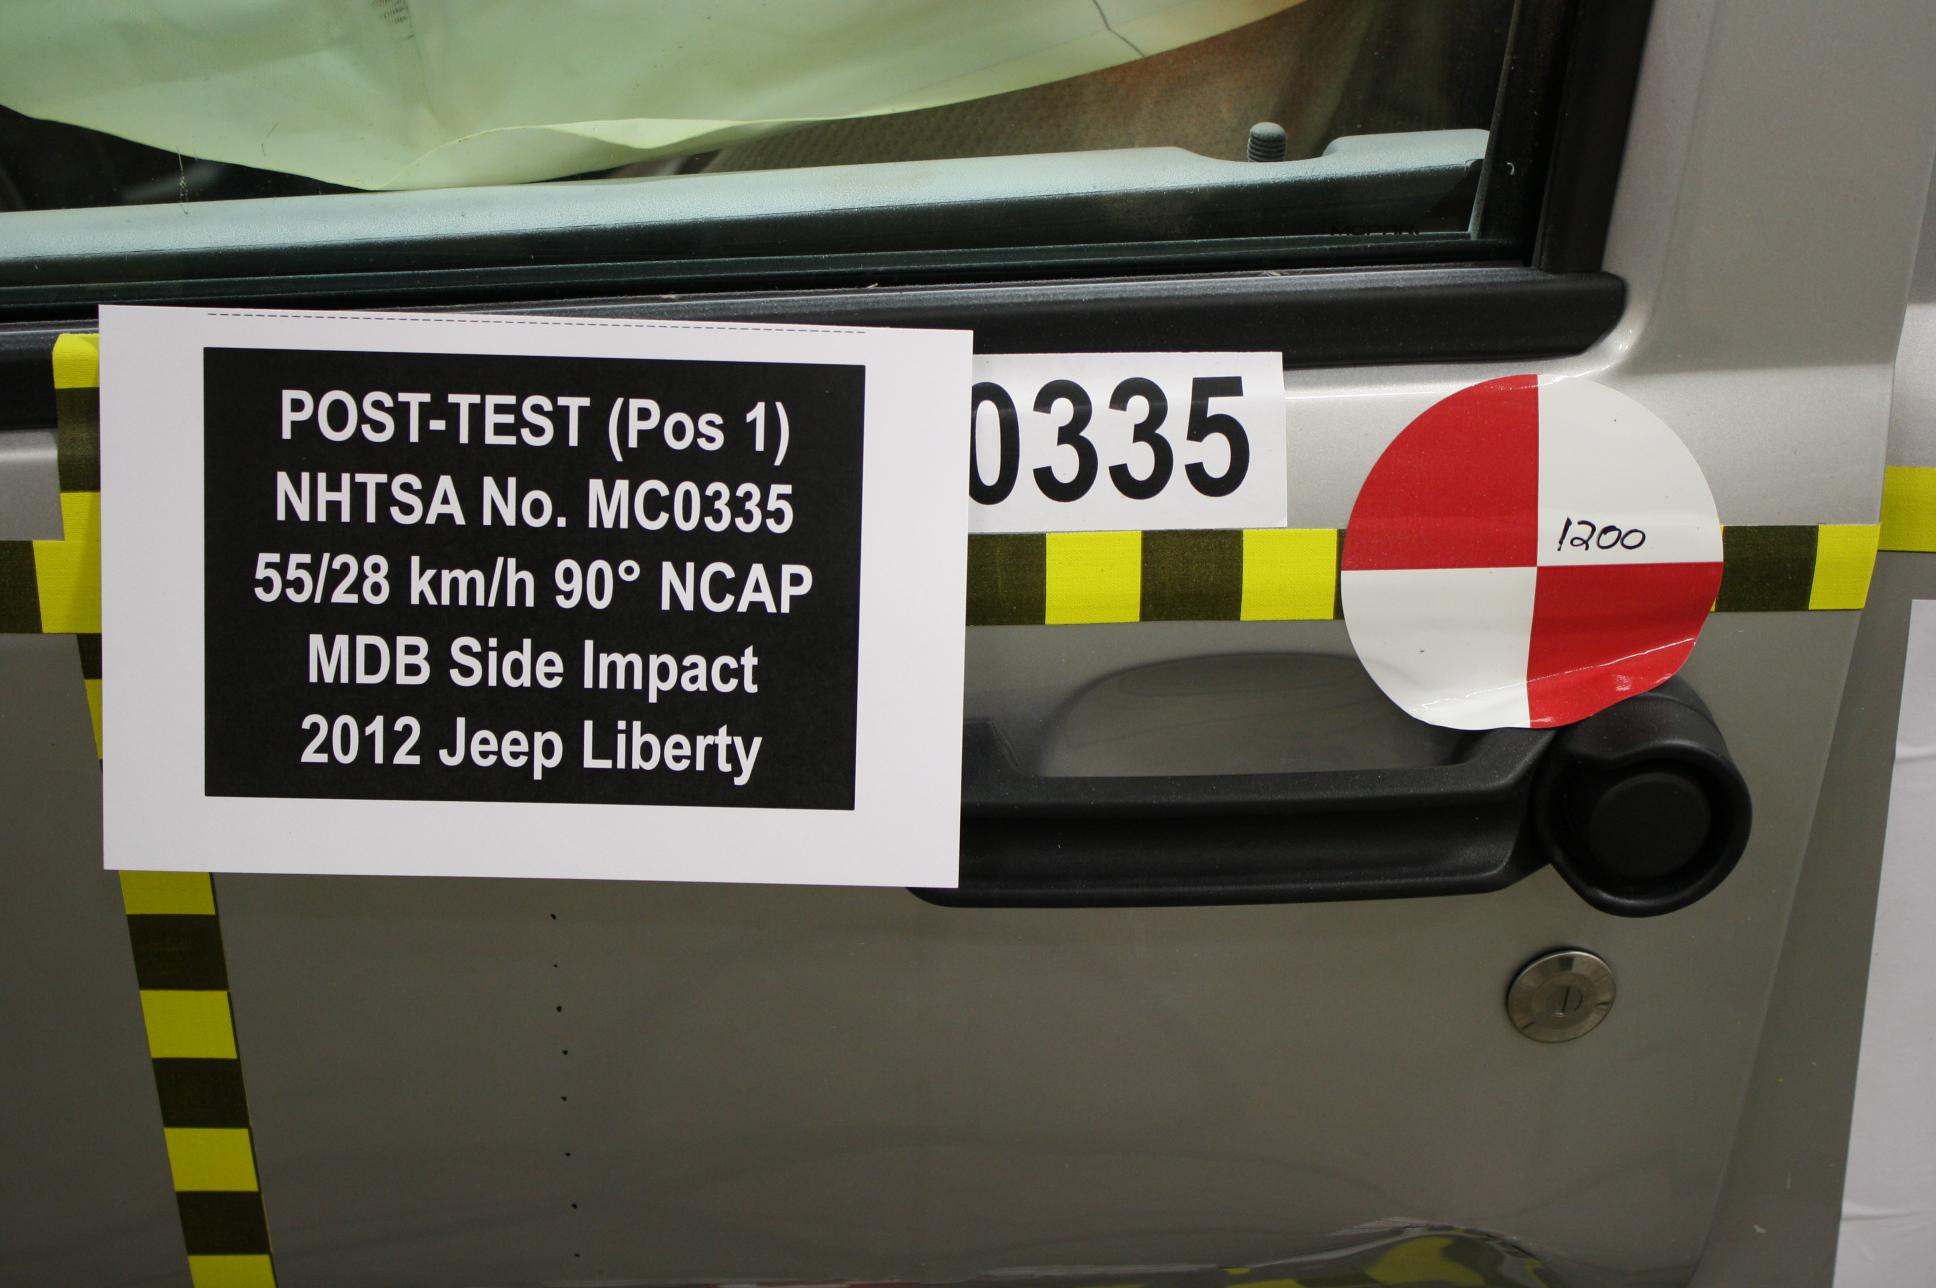 POST-TEST (Pos 1)
NHTSA No. MC0335
55/28 km/h 90° NCAP
MDB Side Impact
2012 Jeep Liberty
0335
1200